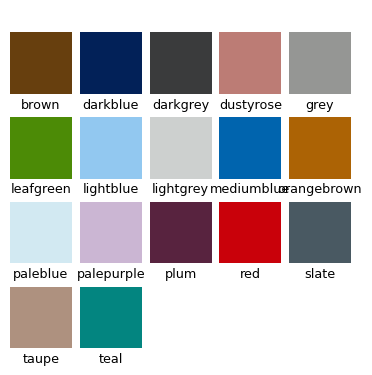 brown darkblue darkgrey dustyrose grey
leafgreen lightblue lightgrey mediumblue orangebrown
paleblue palepurple plum red slate
taupe teal